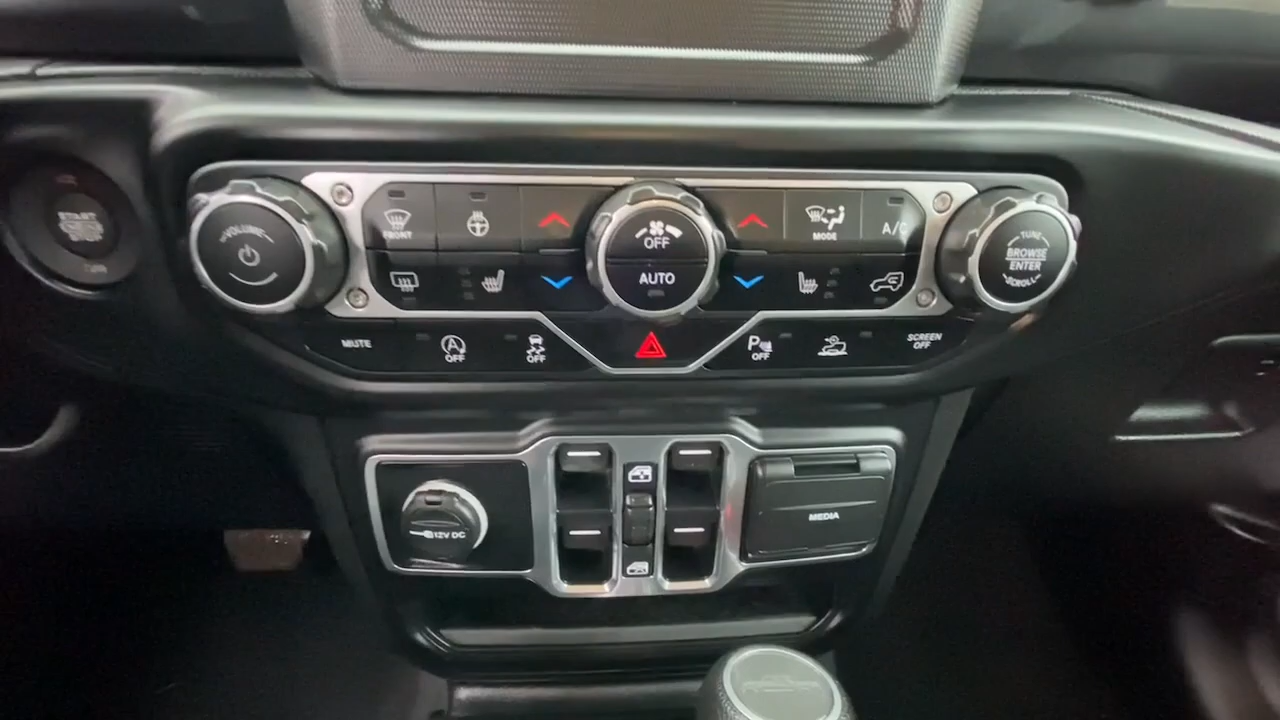 START
STOP
RUN
VOLUME
FRONT
OFF
AUTO
MODE
A/C
TUNE
BROWSE
ENTER
SCROLL
MUTE
A
OFF
OFF
P
OFF
SCREEN
OFF
12V DC
MEDIA